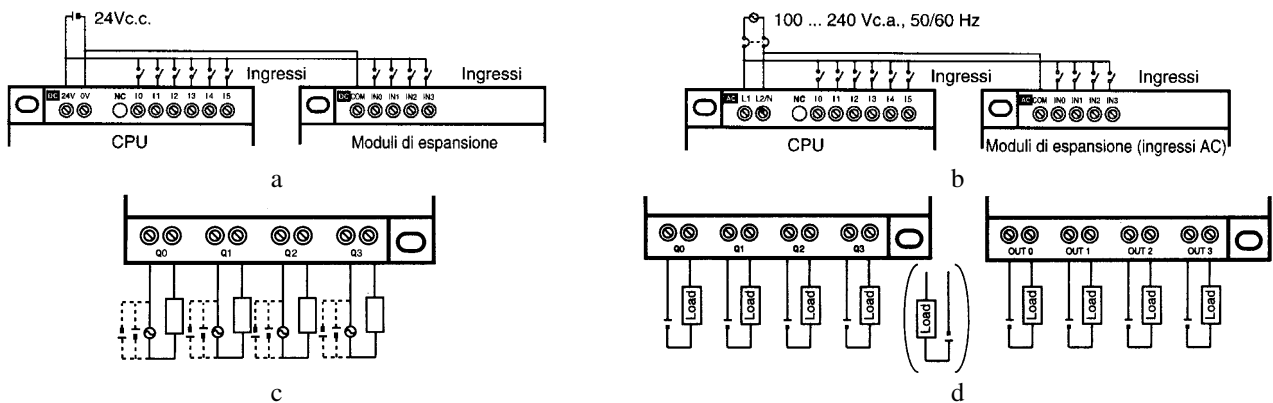 24Vc.c.
Ingressi
Ingressi
DC 24V 0V NC I0 I1 I2 I3 I4 I5
DC COM IN0 IN1 IN2 IN3
CPU
Moduli di espansione
a
100 ... 240 Vc.a., 50/60 Hz
Ingressi
Ingressi
AC L1 L2/N NC I0 I1 I2 I3 I4 I5
AC COM IN0 IN1 IN2 IN3
CPU
Moduli di espansione (ingressi AC)
b
Q0 Q1 Q2 Q3
c
Q0 Q1 Q2 Q3
Load Load Load Load
Load
OUT 0 OUT 1 OUT 2 OUT 3
Load Load Load Load
d